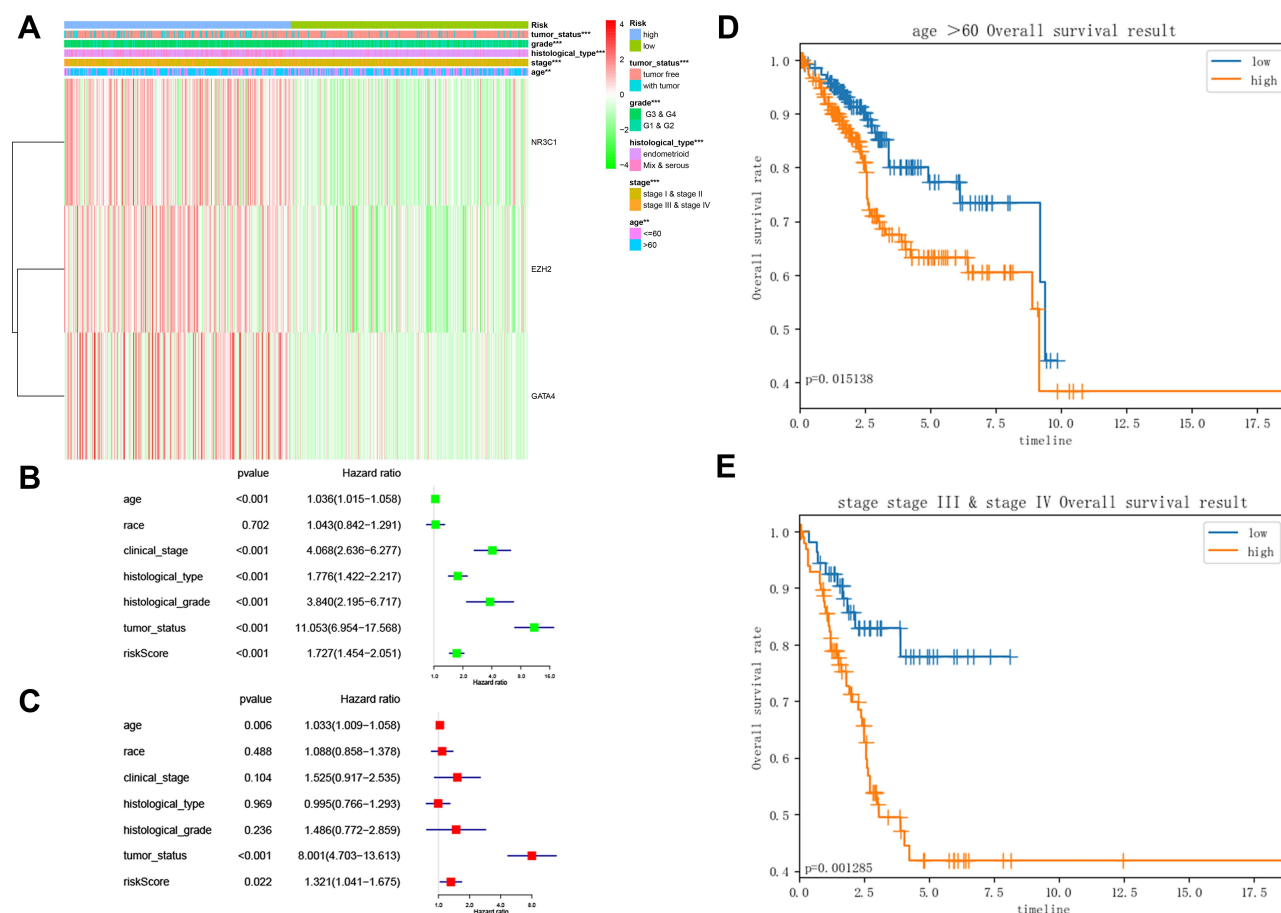 A
Risk
tumor_status***
grade***
histological_type***
stage***
age**
NR3C1
EZH2
GATA4
4
2
0
−2
−4
Risk
high
low
tumor_status***
tumor free
with tumor
grade***
G3 & G4
G1 & G2
histological_type***
endometrioid
Mix & serous
stage***
stage I & stage II
stage III & stage IV
age**
<=60
>60
B
pvalue Hazard ratio
age <0.001 1.036(1.015−1.058)
race 0.702 1.043(0.842−1.291)
clinical_stage <0.001 4.068(2.636−6.277)
histological_type <0.001 1.776(1.422−2.217)
histological_grade <0.001 3.840(2.195−6.717)
tumor_status <0.001 11.053(6.954−17.568)
riskScore <0.001 1.727(1.454−2.051)
1.0 2.0 4.0 8.0 16.0
Hazard ratio
C
pvalue Hazard ratio
age 0.006 1.033(1.009−1.058)
race 0.488 1.088(0.858−1.378)
clinical_stage 0.104 1.525(0.917−2.535)
histological_type 0.969 0.995(0.766−1.293)
histological_grade 0.236 1.486(0.772−2.859)
tumor_status <0.001 8.001(4.703−13.613)
riskScore 0.022 1.321(1.041−1.675)
1.0 2.0 4.0 8.0
Hazard ratio
D
age >60 Overall survival result
low
high
1.0
0.9
0.8
0.7
0.6
0.5
0.4
Overall survival rate
p=0.015138
0.0 2.5 5.0 7.5 10.0 12.5 15.0 17.5
timeline
E
stage stage III & stage IV Overall survival result
low
high
1.0
0.9
0.8
0.7
0.6
0.5
0.4
Overall survival rate
p=0.001285
0.0 2.5 5.0 7.5 10.0 12.5 15.0 17.5
timeline